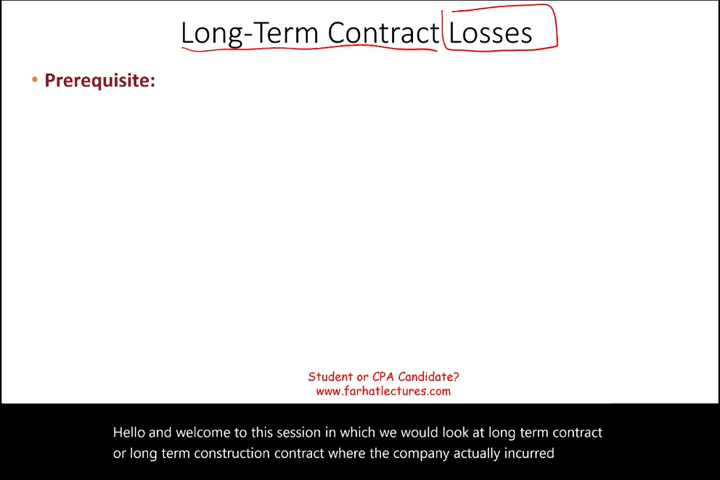 Long-Term Contract Losses
• Prerequisite:
Student or CPA Candidate?
www.farhatlectures.com
Hello and welcome to this session in which we would look at long term contract
or long term construction contract where the company actually incurred